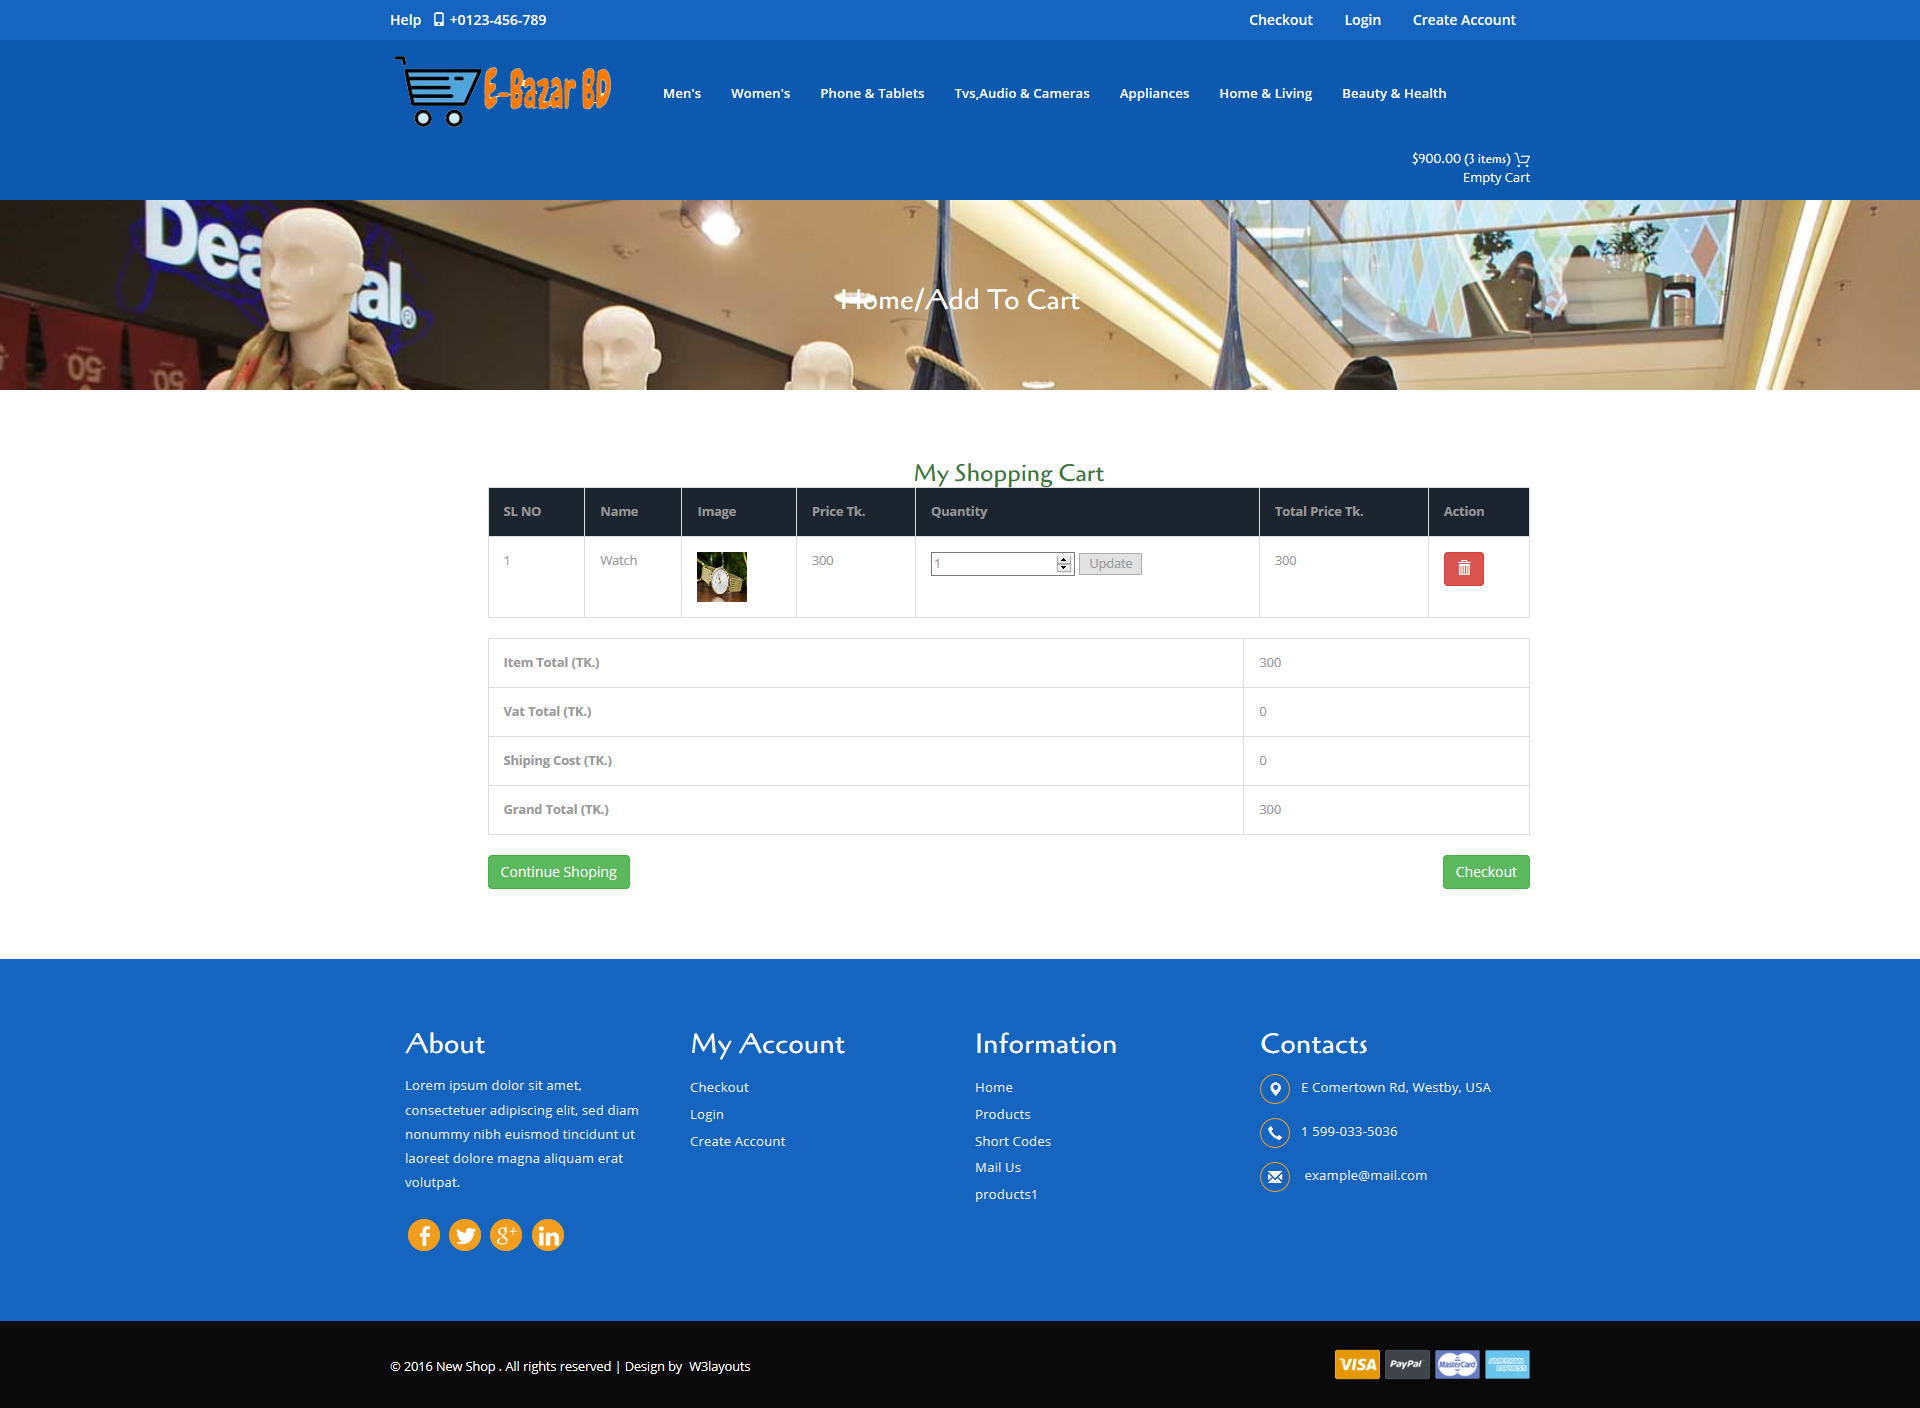 Help +0123-456-789
Checkout Login Create Account
E-Bazar BD
Men's Women's Phone & Tablets Tvs,Audio & Cameras Appliances Home & Living Beauty & Health
$900.00 (3 items)
Empty Cart
Home/Add To Cart
My Shopping Cart
SL NO Name Image Price Tk. Quantity Total Price Tk. Action
1 Watch 300 1 Update 300
Item Total (TK.) 300
Vat Total (TK.) 0
Shiping Cost (TK.) 0
Grand Total (TK.) 300
Continue Shoping Checkout
About
Lorem ipsum dolor sit amet,
consectetuer adipiscing elit, sed diam
nonummy nibh euismod tincidunt ut
laoreet dolore magna aliquam erat
volutpat.
My Account
Checkout
Login
Create Account
Information
Home
Products
Short Codes
Mail Us
products1
Contacts
E Comertown Rd, Westby, USA
1 599-033-5036
example@mail.com
© 2016 New Shop . All rights reserved | Design by W3layouts
VISA PayPal MasterCard AMERICAN EXPRESS